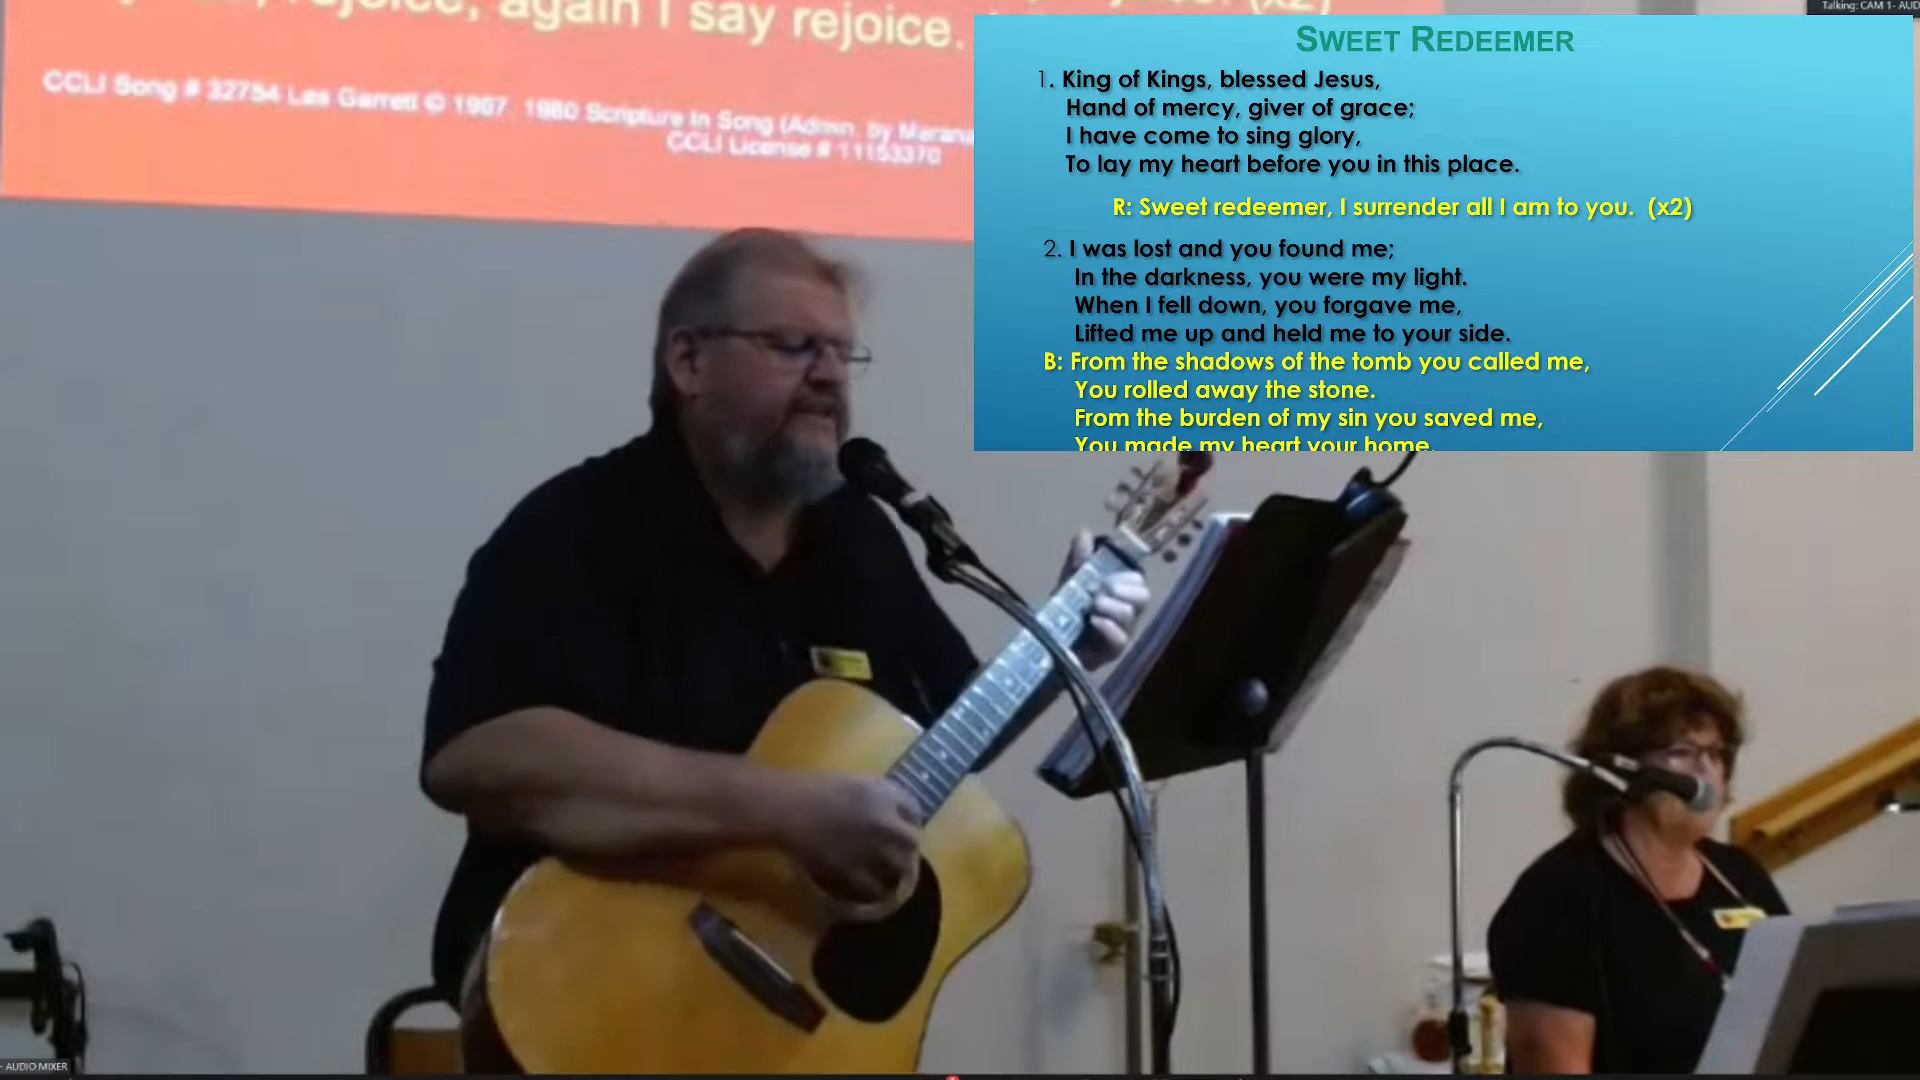 rejoice, again I say rejoice.
CCLI Song # 32754 Les Garrett © 1967, 1980 Scripture In Song (Admin. by Marana
CCLI License # 11153370
Talking: CAM 1- AUD
SWEET REDEEMER
1. King of Kings, blessed Jesus,
Hand of mercy, giver of grace;
I have come to sing glory,
To lay my heart before you in this place.
R: Sweet redeemer, I surrender all I am to you. (x2)
2. I was lost and you found me;
In the darkness, you were my light.
When I fell down, you forgave me,
Lifted me up and held me to your side.
B: From the shadows of the tomb you called me,
You rolled away the stone.
From the burden of my sin you saved me,
You made my heart your home.
- AUDIO MIXER